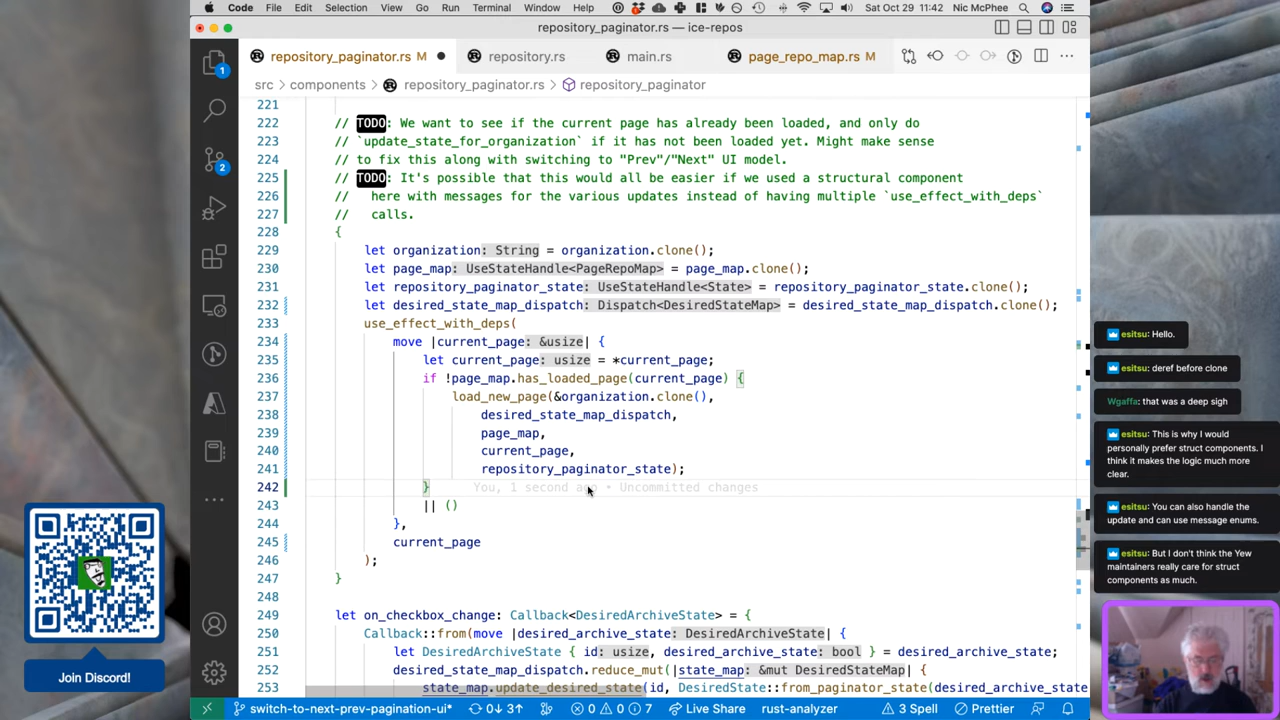 Code File Edit Selection View Go Run Terminal Window Help Sat Oct 29 11:42 Nic McPhee
repository_paginator.rs — ice-repos
repository_paginator.rs M repository.rs main.rs page_repo_map.rs M
src > components > repository_paginator.rs > repository_paginator
221
222 // TODO: We want to see if the current page has already been loaded, and only do
223 // `update_state_for_organization` if it has not been loaded yet. Might make sense
224 // to fix this along with switching to "Prev"/"Next" UI model.
225 // TODO: It's possible that this would all be easier if we used a structural component
226 // here with messages for the various updates instead of having multiple `use_effect_with_deps`
227 // calls.
228 {
229 let organization: String = organization.clone();
230 let page_map: UseStateHandle<PageRepoMap> = page_map.clone();
231 let repository_paginator_state: UseStateHandle<State> = repository_paginator_state.clone();
232 let desired_state_map_dispatch: Dispatch<DesiredStateMap> = desired_state_map_dispatch.clone();
233 use_effect_with_deps(
234 move |current_page: &usize| {
235 let current_page: usize = *current_page;
236 if !page_map.has_loaded_page(current_page) {
237 load_new_page(&organization.clone(),
238 desired_state_map_dispatch,
239 page_map,
240 current_page,
241 repository_paginator_state);
242 } You, 1 second ago • Uncommitted changes
243 || ()
244 },
245 current_page
246 );
247 }
248
249 let on_checkbox_change: Callback<DesiredArchiveState> = {
250 Callback::from(move |desired_archive_state: DesiredArchiveState| {
251 let DesiredArchiveState { id: usize, desired_archive_state: bool } = desired_archive_state;
252 desired_state_map_dispatch.reduce_mut(|state_map: &mut DesiredStateMap| {
253 state_map.update_desired_state(id, DesiredState::from_paginator_state(desired_archive
1
2
esitsu: Hello.
esitsu: deref before clone
Wgaffa: that was a deep sigh
esitsu: This is why I would
personally prefer struct components. I
think it makes the logic much more
clear.
esitsu: You can also handle the
update and can use message enums.
esitsu: But I don't think the Yew
maintainers really care for struct
components as much.
Join Discord!
switch-to-next-prev-pagination-ui* 0↓ 3↑ 0 0 7 Live Share rust-analyzer 3 Spell Prettier